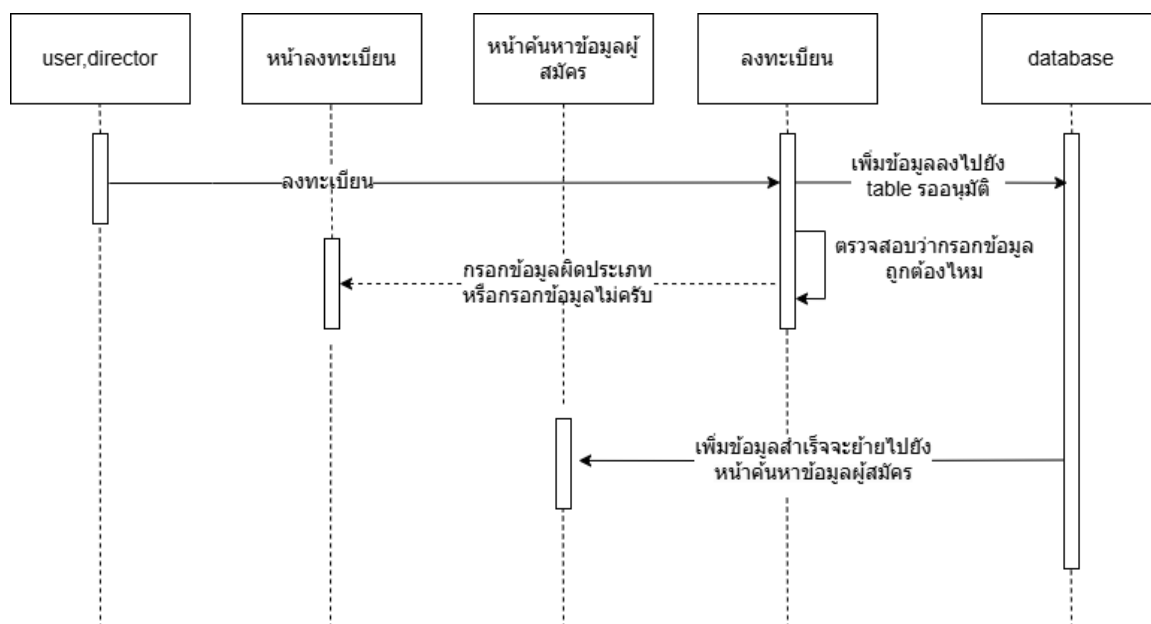 user,director
หน้าลงทะเบียน
หน้าค้นหาข้อมูลผู้
สมัคร
ลงทะเบียน
database
ลงทะเบียน
เพิ่มข้อมูลลงไปยัง
table รออนุมัติ
ตรวจสอบว่ากรอกข้อมูล
ถูกต้องไหม
กรอกข้อมูลผิดประเภท
หรือกรอกข้อมูลไม่ครับ
เพิ่มข้อมูลสำเร็จจะย้ายไปยัง
หน้าค้นหาข้อมูลผู้สมัคร